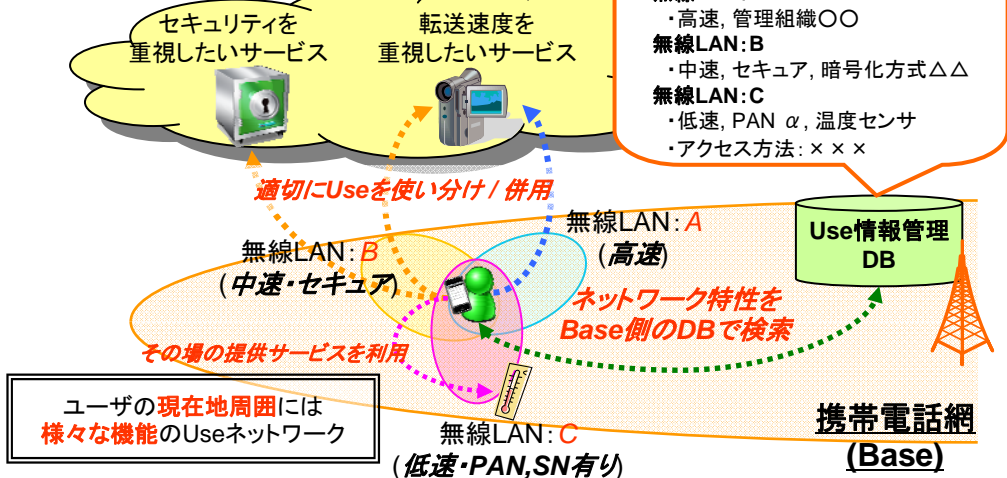 セキュリティを
重視したいサービス
転送速度を
重視したいサービス
・高速, 管理組織〇〇
無線LAN:B
・中速, セキュア, 暗号化方式△△
無線LAN:C
・低速, PAN α, 温度センサ
・アクセス方法:×××
適切にUseを使い分け / 併用
無線LAN:A
(高速)
Use情報管理
DB
無線LAN:B
(中速・セキュア)
ネットワーク特性を
Base側のDBで検索
その場の提供サービスを利用
ユーザの現在地周囲には
様々な機能のUseネットワーク
無線LAN:C
(低速・PAN,SN有り)
携帯電話網
(Base)